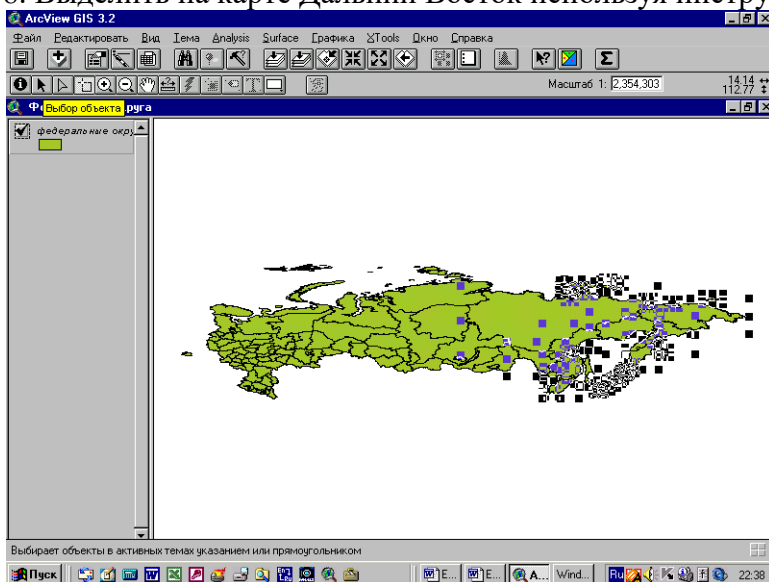 Выделить на карте Дальний Восток используя инстру
ArcView GIS 3.2
Файл Редактировать Вид Тема Analysis Surface Графика XTools Окно Справка
Масштаб 1: 2,354,303 14.14
112.77
Выбор объекта руга
федеральные окру
Выбирает объекты в активных темах указанием или прямоугольником
Пуск E... E... A... Wind... Ru 22:38